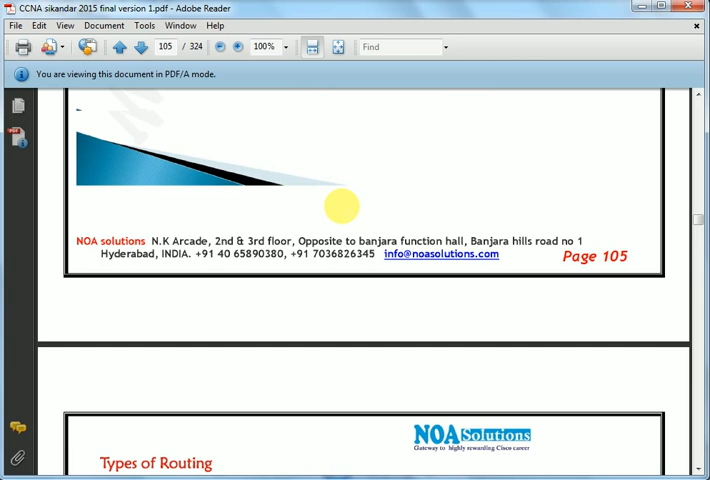 CCNA sikandar 2015 final version 1.pdf - Adobe Reader
File Edit View Document Tools Window Help
105 / 324 100% Find
You are viewing this document in PDF/A mode.
NOA solutions N.K Arcade, 2nd & 3rd floor, Opposite to banjara function hall, Banjara hills road no 1
Hyderabad, INDIA. +91 40 65890380, +91 7036826345 info@noasolutions.com
Page 105
NOA Solutions
Gateway to highly rewarding Cisco career
Types of Routing